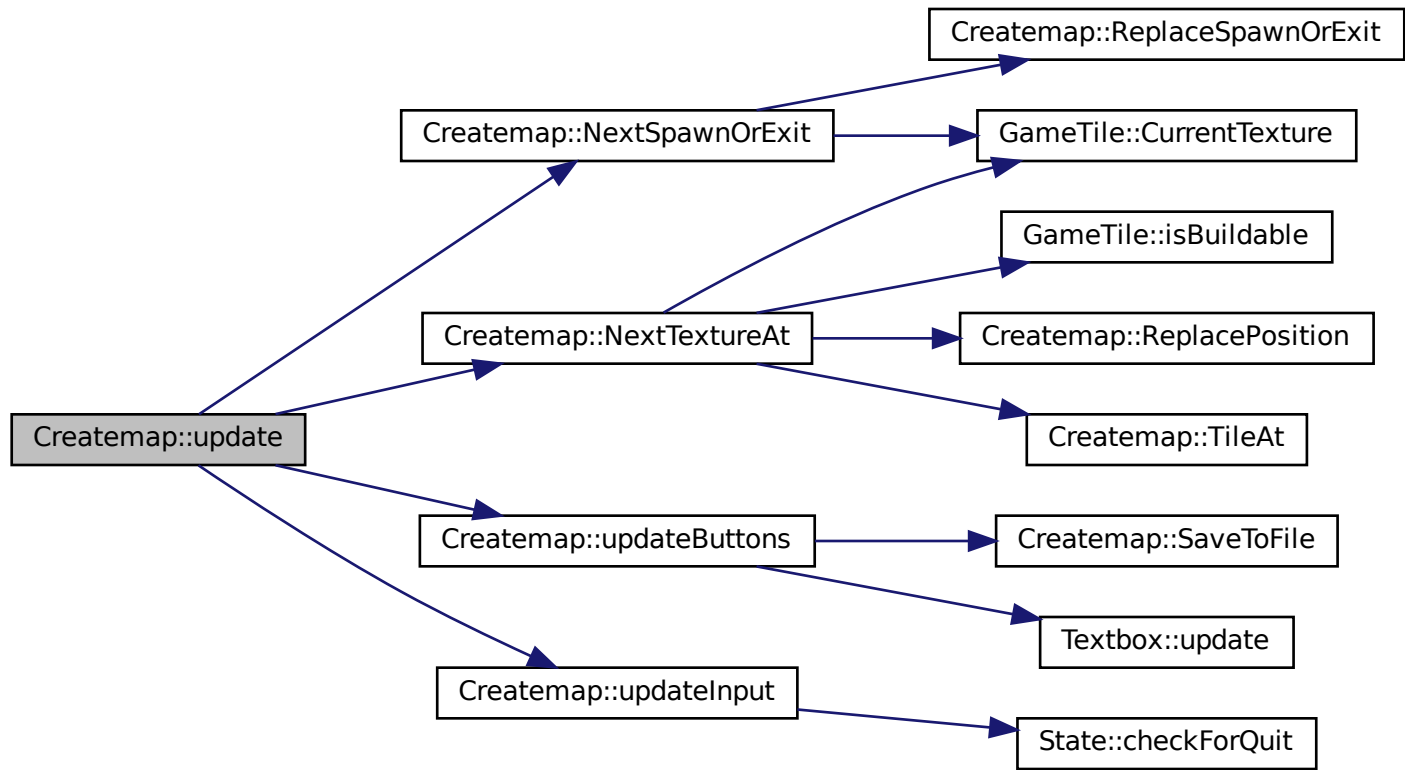 Createmap::ReplaceSpawnOrExit
Createmap::NextSpawnOrExit
GameTile::CurrentTexture
GameTile::isBuildable
Createmap::NextTextureAt
Createmap::ReplacePosition
Createmap::update
Createmap::TileAt
Createmap::updateButtons
Createmap::SaveToFile
Textbox::update
Createmap::updateInput
State::checkForQuit